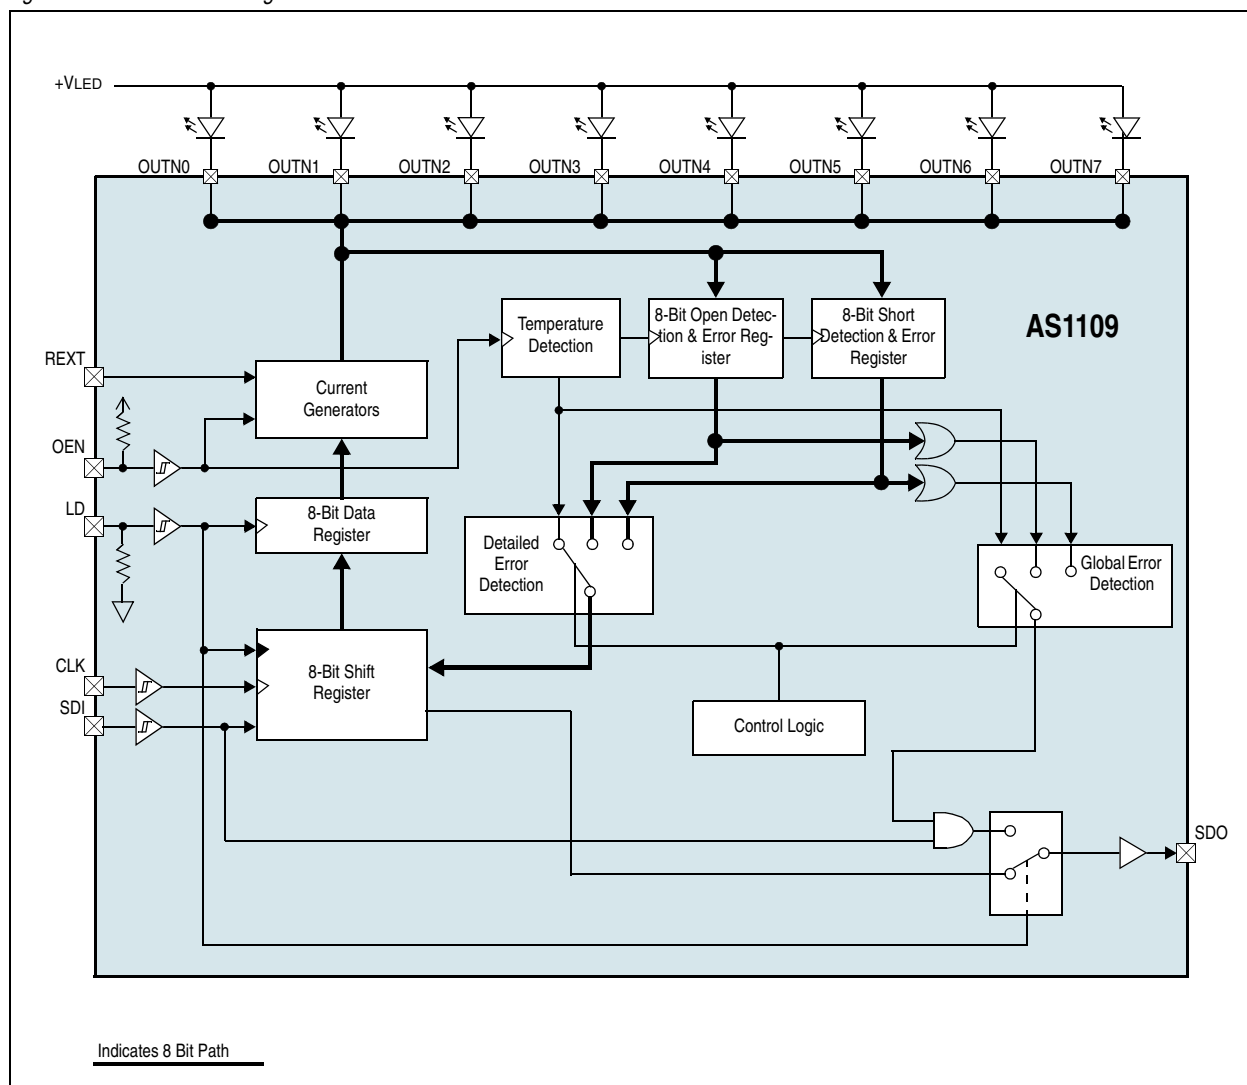 +VLED
OUTN0 OUTN1 OUTN2 OUTN3 OUTN4 OUTN5 OUTN6 OUTN7
AS1109
REXT
OEN
LD
CLK
SDI
Current
Generators
Temperature
Detection
8-Bit Open Detec-
tion & Error Reg-
ister
8-Bit Short
Detection & Error
Register
8-Bit Data
Register
Detailed
Error
Detection
Global Error
Detection
8-Bit Shift
Register
Control Logic
SDO
Indicates 8 Bit Path